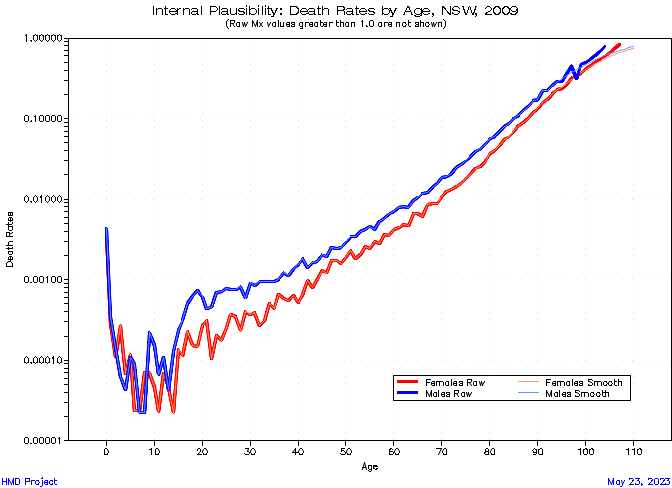 Internal Plausibility: Death Rates by Age, NSW, 2009
(Raw Mx values greater than 1.0 are not shown)
1.00000
0.10000
0.01000
0.00100
0.00010
0.00001
Death Rates
0 10 20 30 40 50 60 70 80 90 100 110
Age
Females Raw Females Smooth
Males Raw Males Smooth
HMD Project May 23, 2023